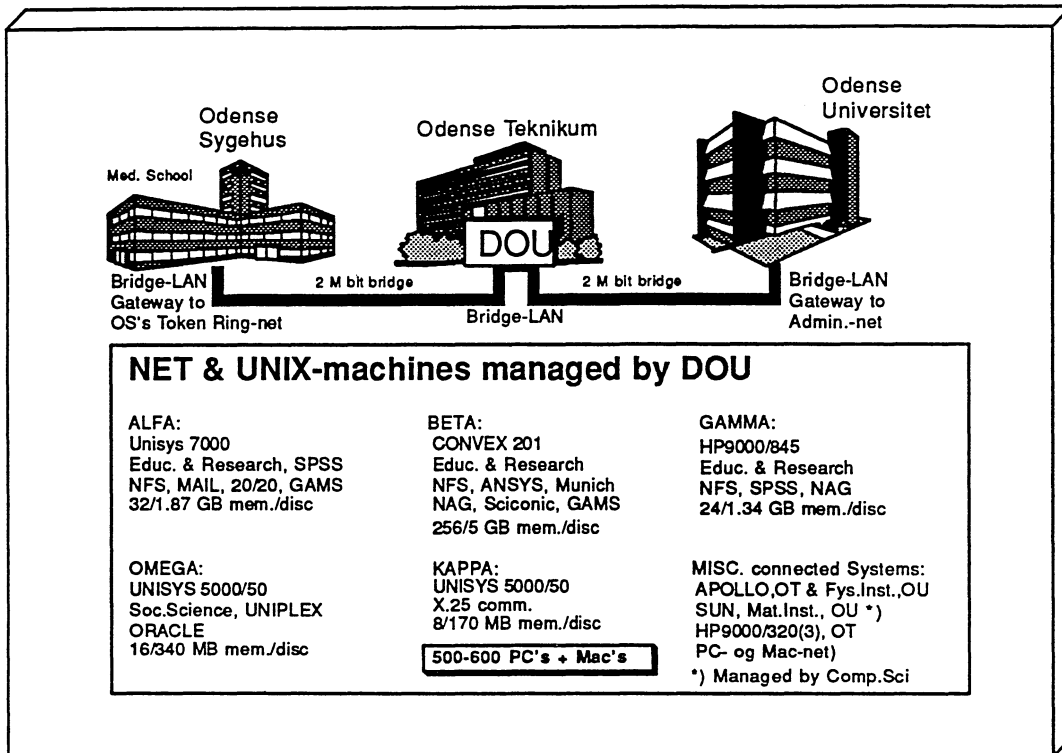 Odense
Sygehus
Med. School
Odense Teknikum
Odense
Universitet
DOU
Bridge-LAN
Gateway to
OS's Token Ring-net
2 M bit bridge
Bridge-LAN
2 M bit bridge
Bridge-LAN
Gateway to
Admin.-net
NET & UNIX-machines managed by DOU
ALFA:
Unisys 7000
Educ. & Research, SPSS
NFS, MAIL, 20/20, GAMS
32/1.87 GB mem./disc
BETA:
CONVEX 201
Educ. & Research
NFS, ANSYS, Munich
NAG, Sciconic, GAMS
256/5 GB mem./disc
GAMMA:
HP9000/845
Educ. & Research
NFS, SPSS, NAG
24/1.34 GB mem./disc
OMEGA:
UNISYS 5000/50
Soc.Science, UNIPLEX
ORACLE
16/340 MB mem./disc
KAPPA:
UNISYS 5000/50
X.25 comm.
8/170 MB mem./disc
500-600 PC's + Mac's
MISC. connected Systems:
APOLLO,OT & Fys.Inst.,OU
SUN, Mat.Inst., OU *)
HP9000/320(3), OT
PC- og Mac-net)
*) Managed by Comp.Sci